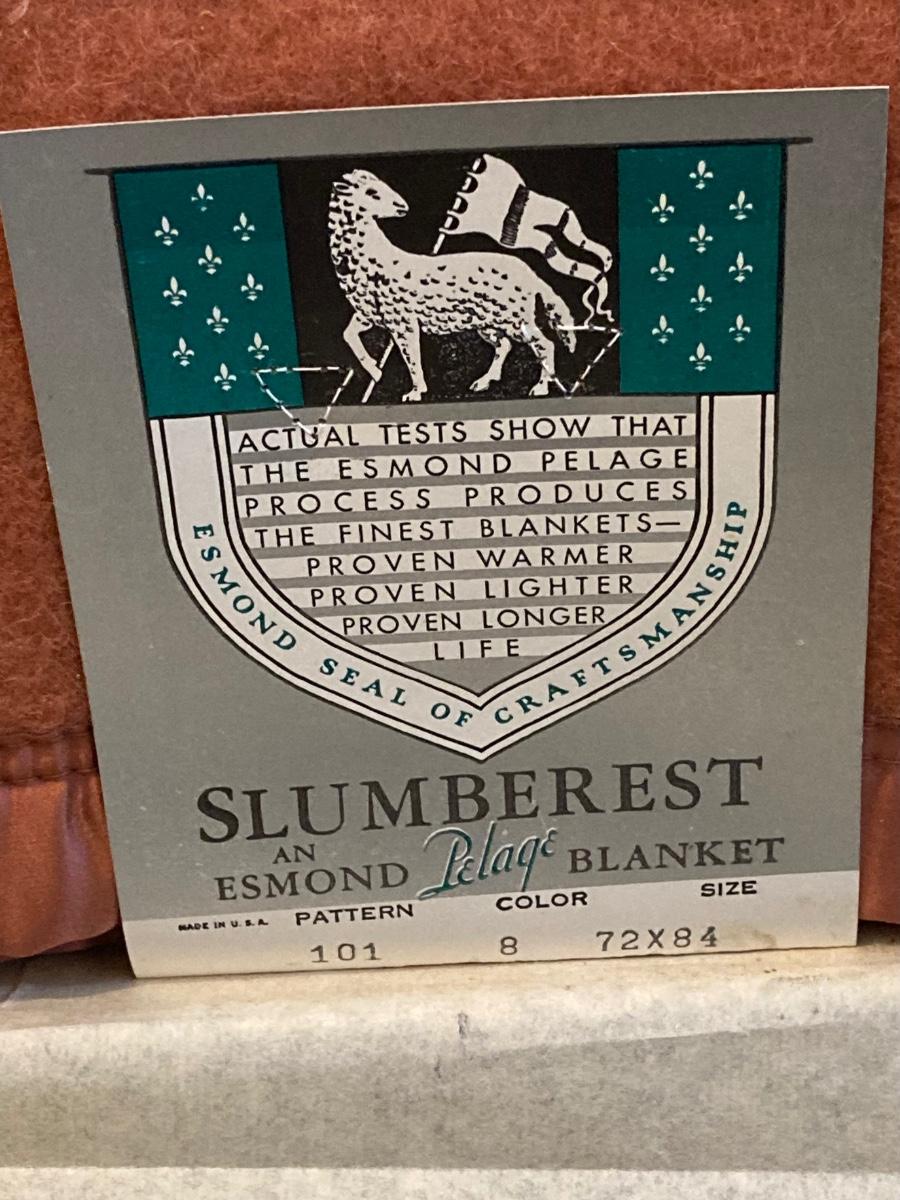 ACTUAL TESTS SHOW THAT
THE ESMOND PELAGE
PROCESS PRODUCES
THE FINEST BLANKETS—
PROVEN WARMER
PROVEN LIGHTER
PROVEN LONGER
LIFE
ESMOND SEAL OF CRAFTSMANSHIP
SLUMBEREST
AN
ESMOND Pelage BLANKET
MADE IN U.S.A. PATTERN COLOR SIZE
101 8 72X84